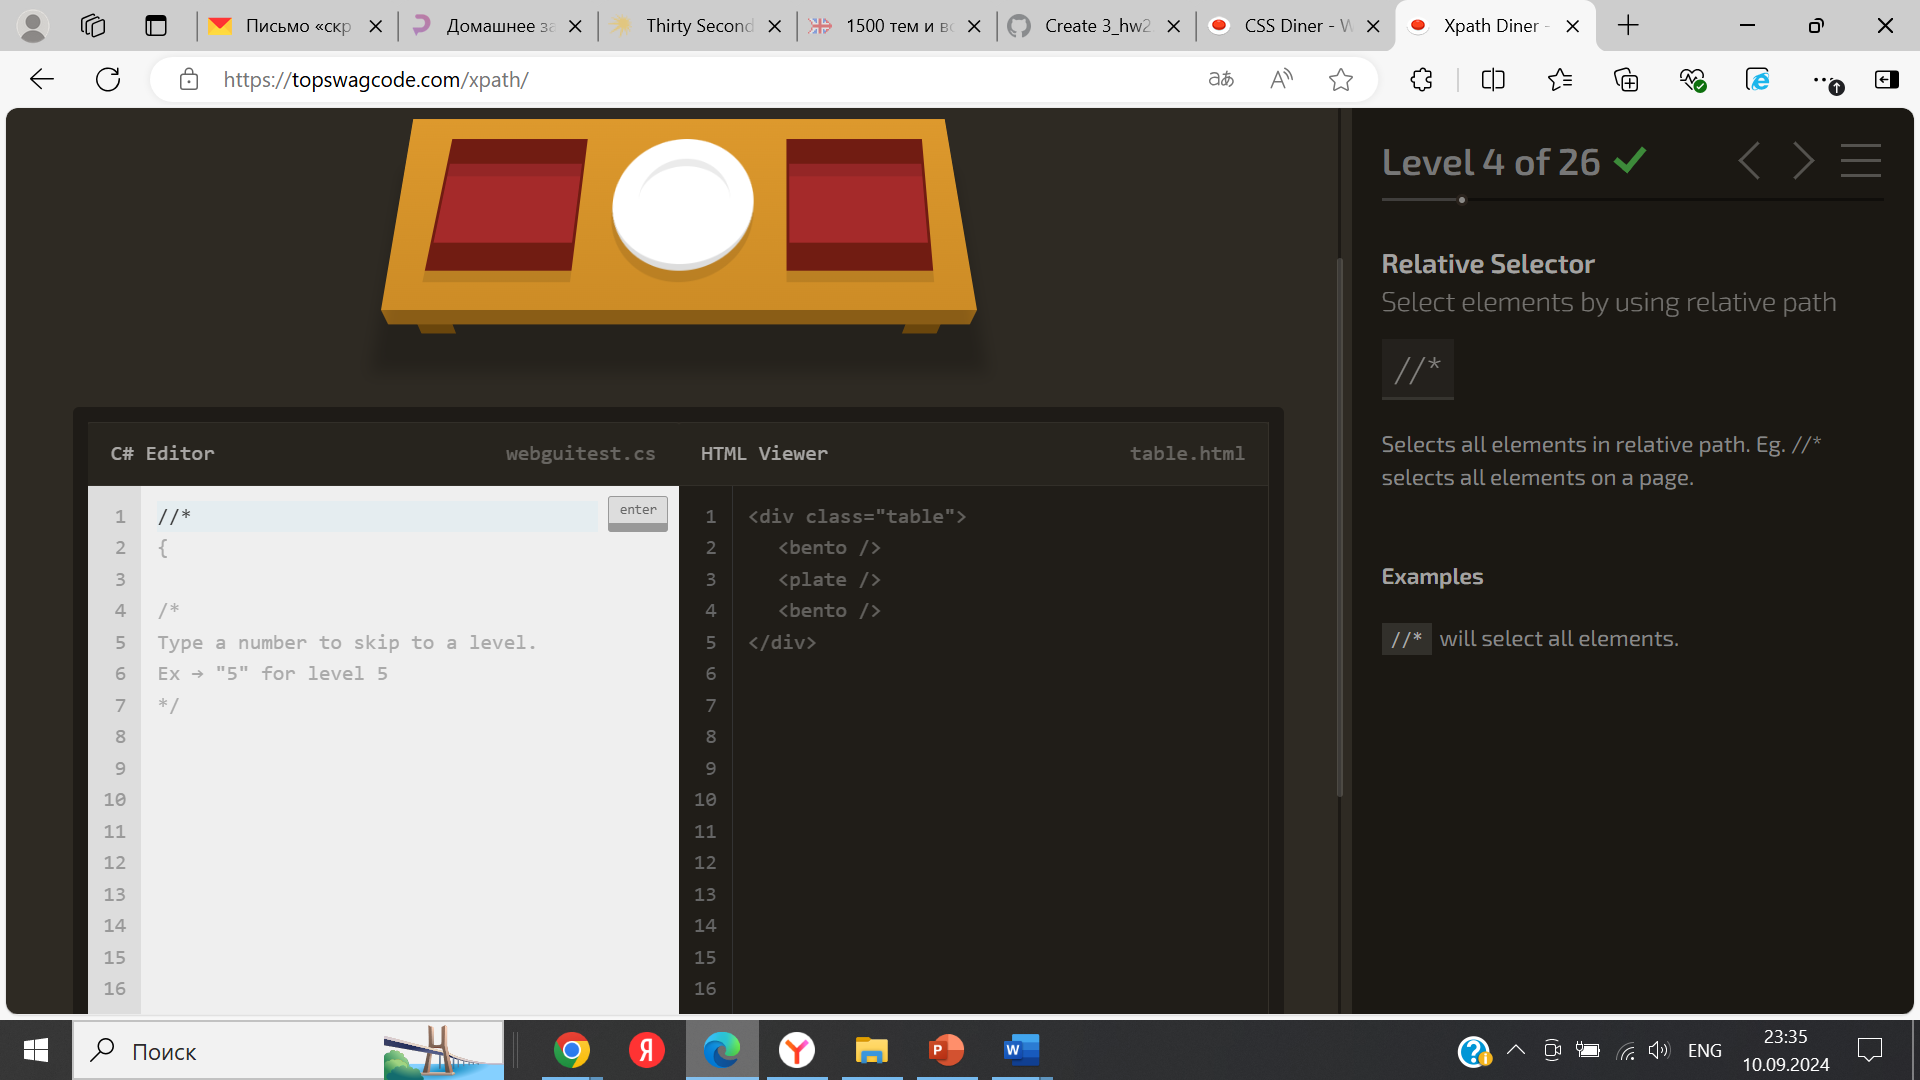 Письмо «скр
Домашнее за
Thirty Second
1500 тем и во
Create 3_hw2
CSS Diner - W
Xpath Diner -
https://topswagcode.com/xpath/
Level 4 of 26
Relative Selector
Select elements by using relative path
//*
Selects all elements in relative path. Eg. //*
selects all elements on a page.
Examples
//* will select all elements.
C# Editor
webguitest.cs
HTML Viewer
table.html
1 //*
enter
2 {
3
4 /*
5 Type a number to skip to a level.
6 Ex → "5" for level 5
7 */
8
9
10
11
12
13
14
15
16
1 <div class="table">
2 <bento />
3 <plate />
4 <bento />
5 </div>
6
7
8
9
10
11
12
13
14
15
16
Поиск
ENG
23:35
10.09.2024